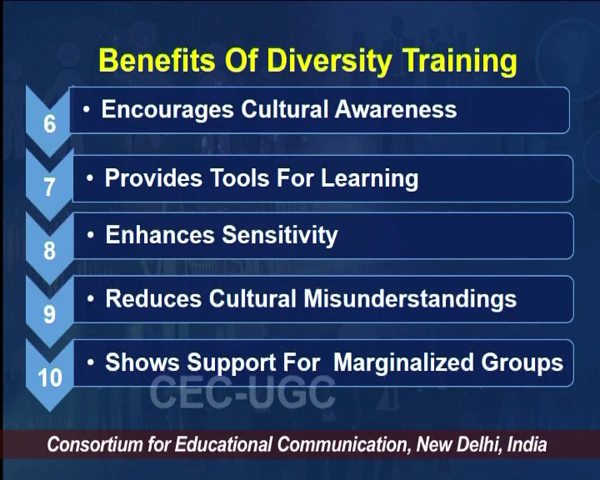 Benefits Of Diversity Training
6
• Encourages Cultural Awareness
7
• Provides Tools For Learning
8
• Enhances Sensitivity
9
• Reduces Cultural Misunderstandings
10
• Shows Support For Marginalized Groups
CEC-UGC
Consortium for Educational Communication, New Delhi, India